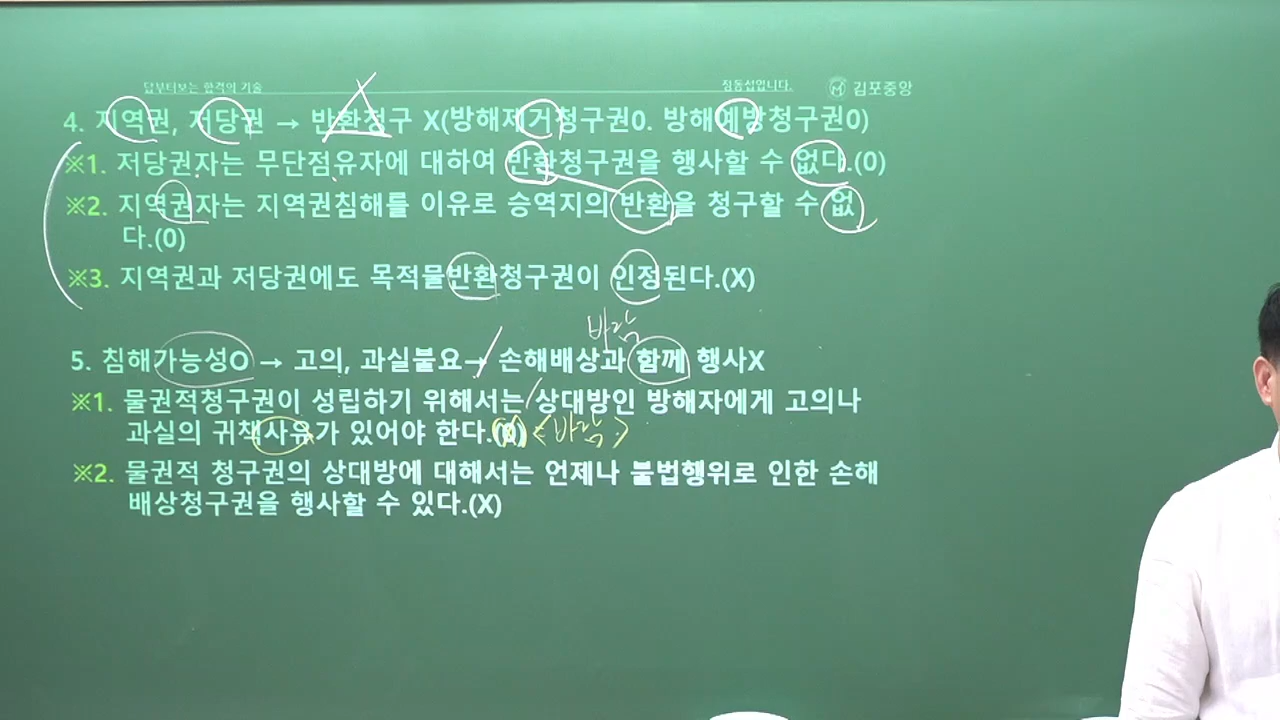 답부터보는 합격의 기술
정동섭입니다.
김포중앙
4. 지역권, 저당권 → 반환청구 X(방해제거청구권0. 방해예방청구권0)
※1. 저당권자는 무단점유자에 대하여 반환청구권을 행사할 수 없다.(0)
※2. 지역권자는 지역권침해를 이유로 승역지의 반환을 청구할 수 없
다.(0)
※3. 지역권과 저당권에도 목적물반환청구권이 인정된다.(X)
바람
5. 침해가능성O → 고의, 과실불요→ 손해배상과 함께 행사X
※1. 물권적청구권이 성립하기 위해서는 상대방인 방해자에게 고의나
과실의 귀책사유가 있어야 한다. <바람>
※2. 물권적 청구권의 상대방에 대해서는 언제나 불법행위로 인한 손해
배상청구권을 행사할 수 있다.(X)